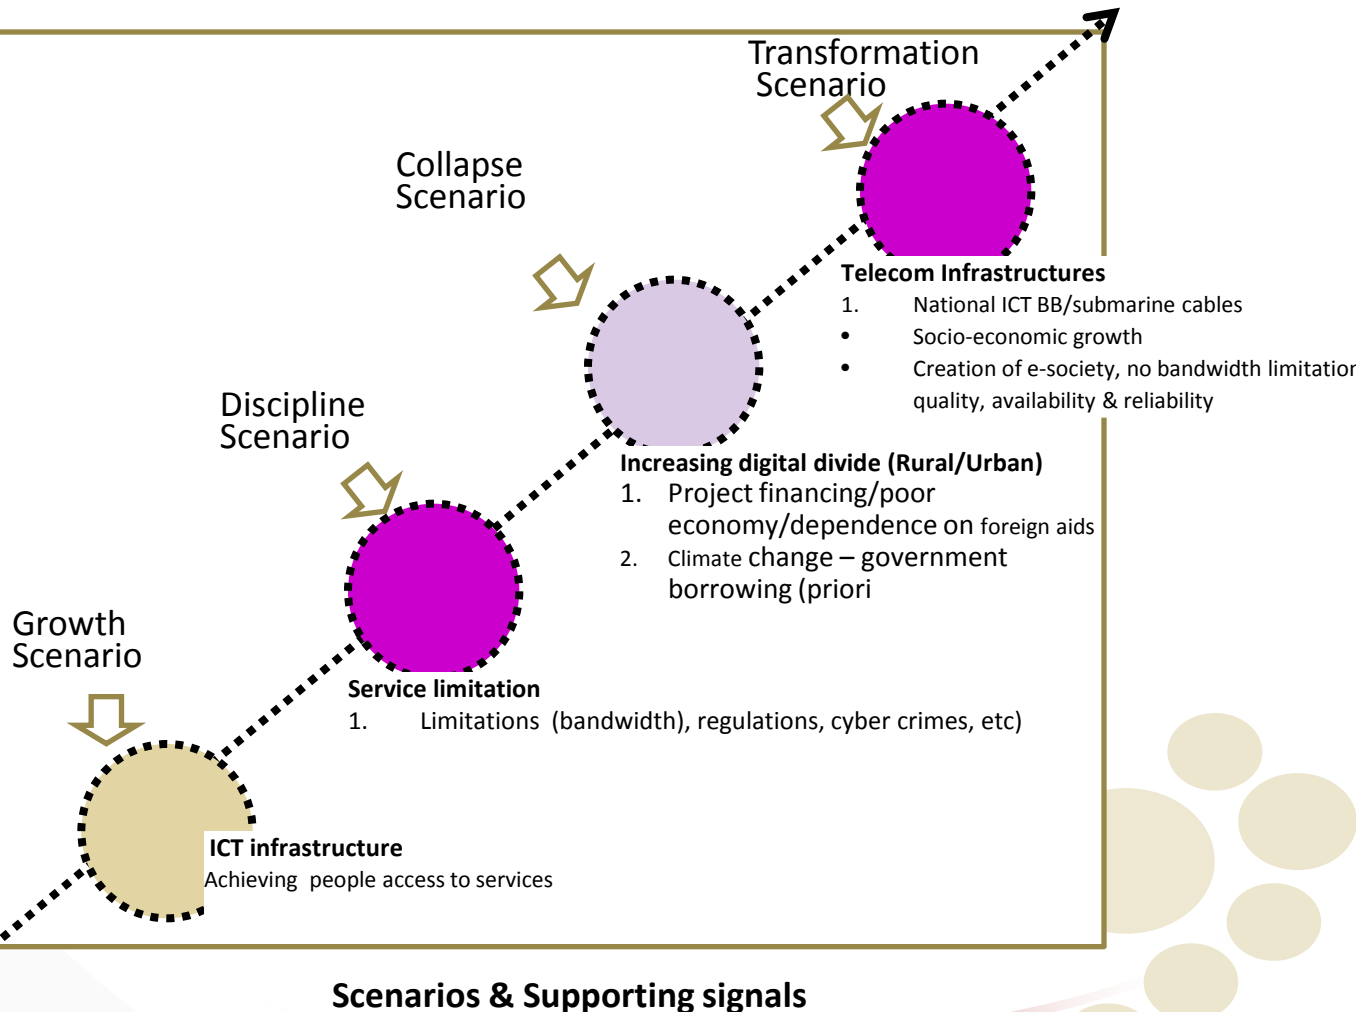 Transformation
Scenario
Collapse
Scenario
Telecom Infrastructures
1. National ICT BB/submarine cables
• Socio-economic growth
• Creation of e-society, no bandwidth limitation
quality, availability & reliability
Discipline
Scenario
Increasing digital divide (Rural/Urban)
1. Project financing/poor
economy/dependence on foreign aids
2. Climate change – government
borrowing (priori
Growth
Scenario
Service limitation
1. Limitations (bandwidth), regulations, cyber crimes, etc)
ICT infrastructure
Achieving people access to services
Scenarios & Supporting signals